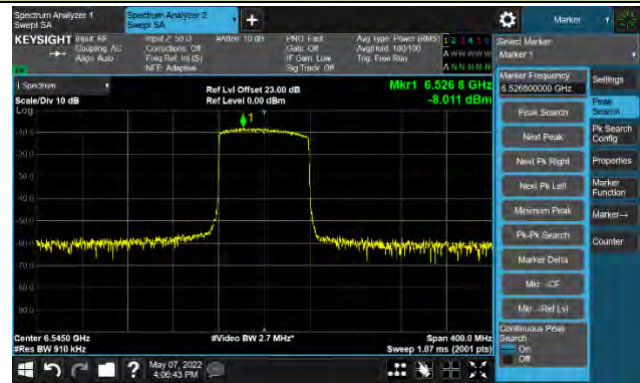 Spectrum Analyzer 1
Swept SA
Spectrum Analyzer 2
Swept SA
+
Marker
KEYSIGHT
Input: RF
Coupling: AC
Align: Auto
Input Z: 50 Ω
Corrections: Off
Freq Ref: Int (S)
NFE: Adaptive
#Atten: 10 dB
PNO: Fast
Gate: Off
IF Gain: Low
Sig Track: Off
Avg Type: Power (RMS)
Avg|Hold: 100/100
Trig: Free Run
1 2 3 4 5 6
A W W W W W
A N N N N N
Select Marker
Marker 1
Marker Frequency
6.526800000 GHz
Settings
Peak Search
Next Peak
Next Pk Right
Next Pk Left
Minimum Peak
Pk-Pk Search
Marker Delta
Mkr→CF
Mkr→Ref Lvl
Continuous Peak
Search
On
Off
Peak
Search
Pk Search
Config
Properties
Marker
Function
Marker→
Counter
1 Spectrum
Scale/Div 10 dB
Ref Lvl Offset 23.00 dB
Ref Level 0.00 dBm
Mkr1 6.526 8 GHz
-8.011 dBm
Log
1
-10.0
-20.0
-30.0
-40.0
-50.0
-60.0
-70.0
-80.0
-90.0
Center 6.5450 GHz
#Res BW 910 kHz
#Video BW 2.7 MHz*
Span 400.0 MHz
Sweep 1.07 ms (2001 pts)
May 07, 2022
4:06:43 PM